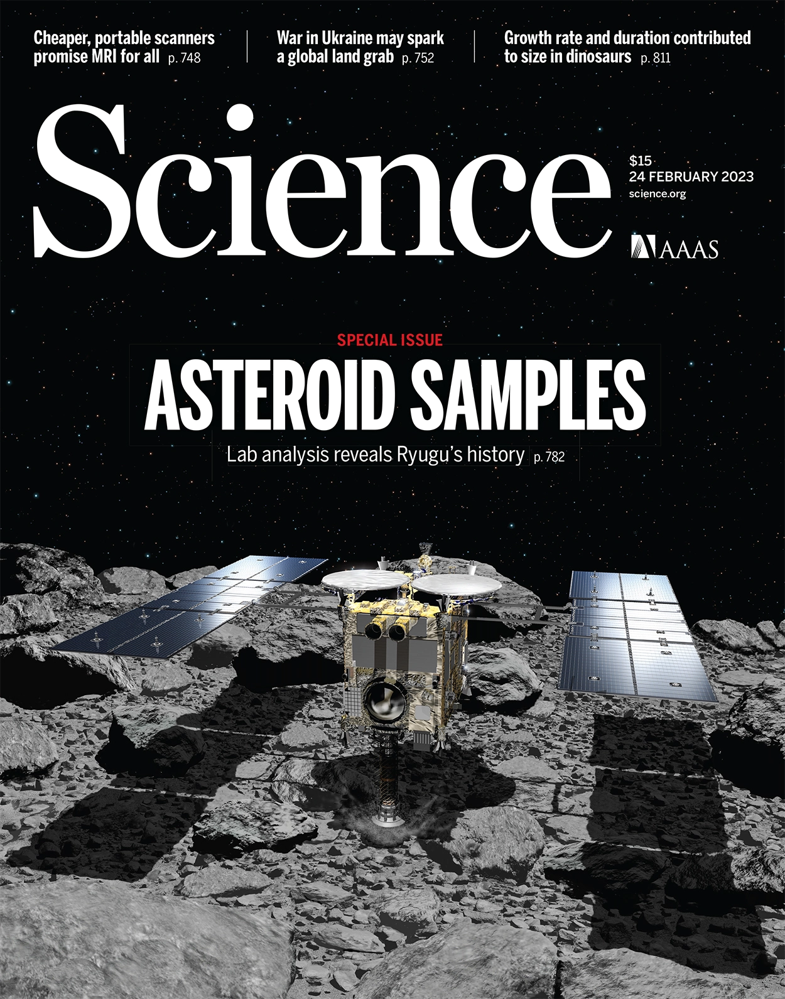 Cheaper, portable scanners
promise MRI for all p. 748
War in Ukraine may spark
a global land grab p. 752
Growth rate and duration contributed
to size in dinosaurs p. 811
Science
$15
24 FEBRUARY 2023
science.org
AAAS
SPECIAL ISSUE
ASTEROID SAMPLES
Lab analysis reveals Ryugu’s history p. 782